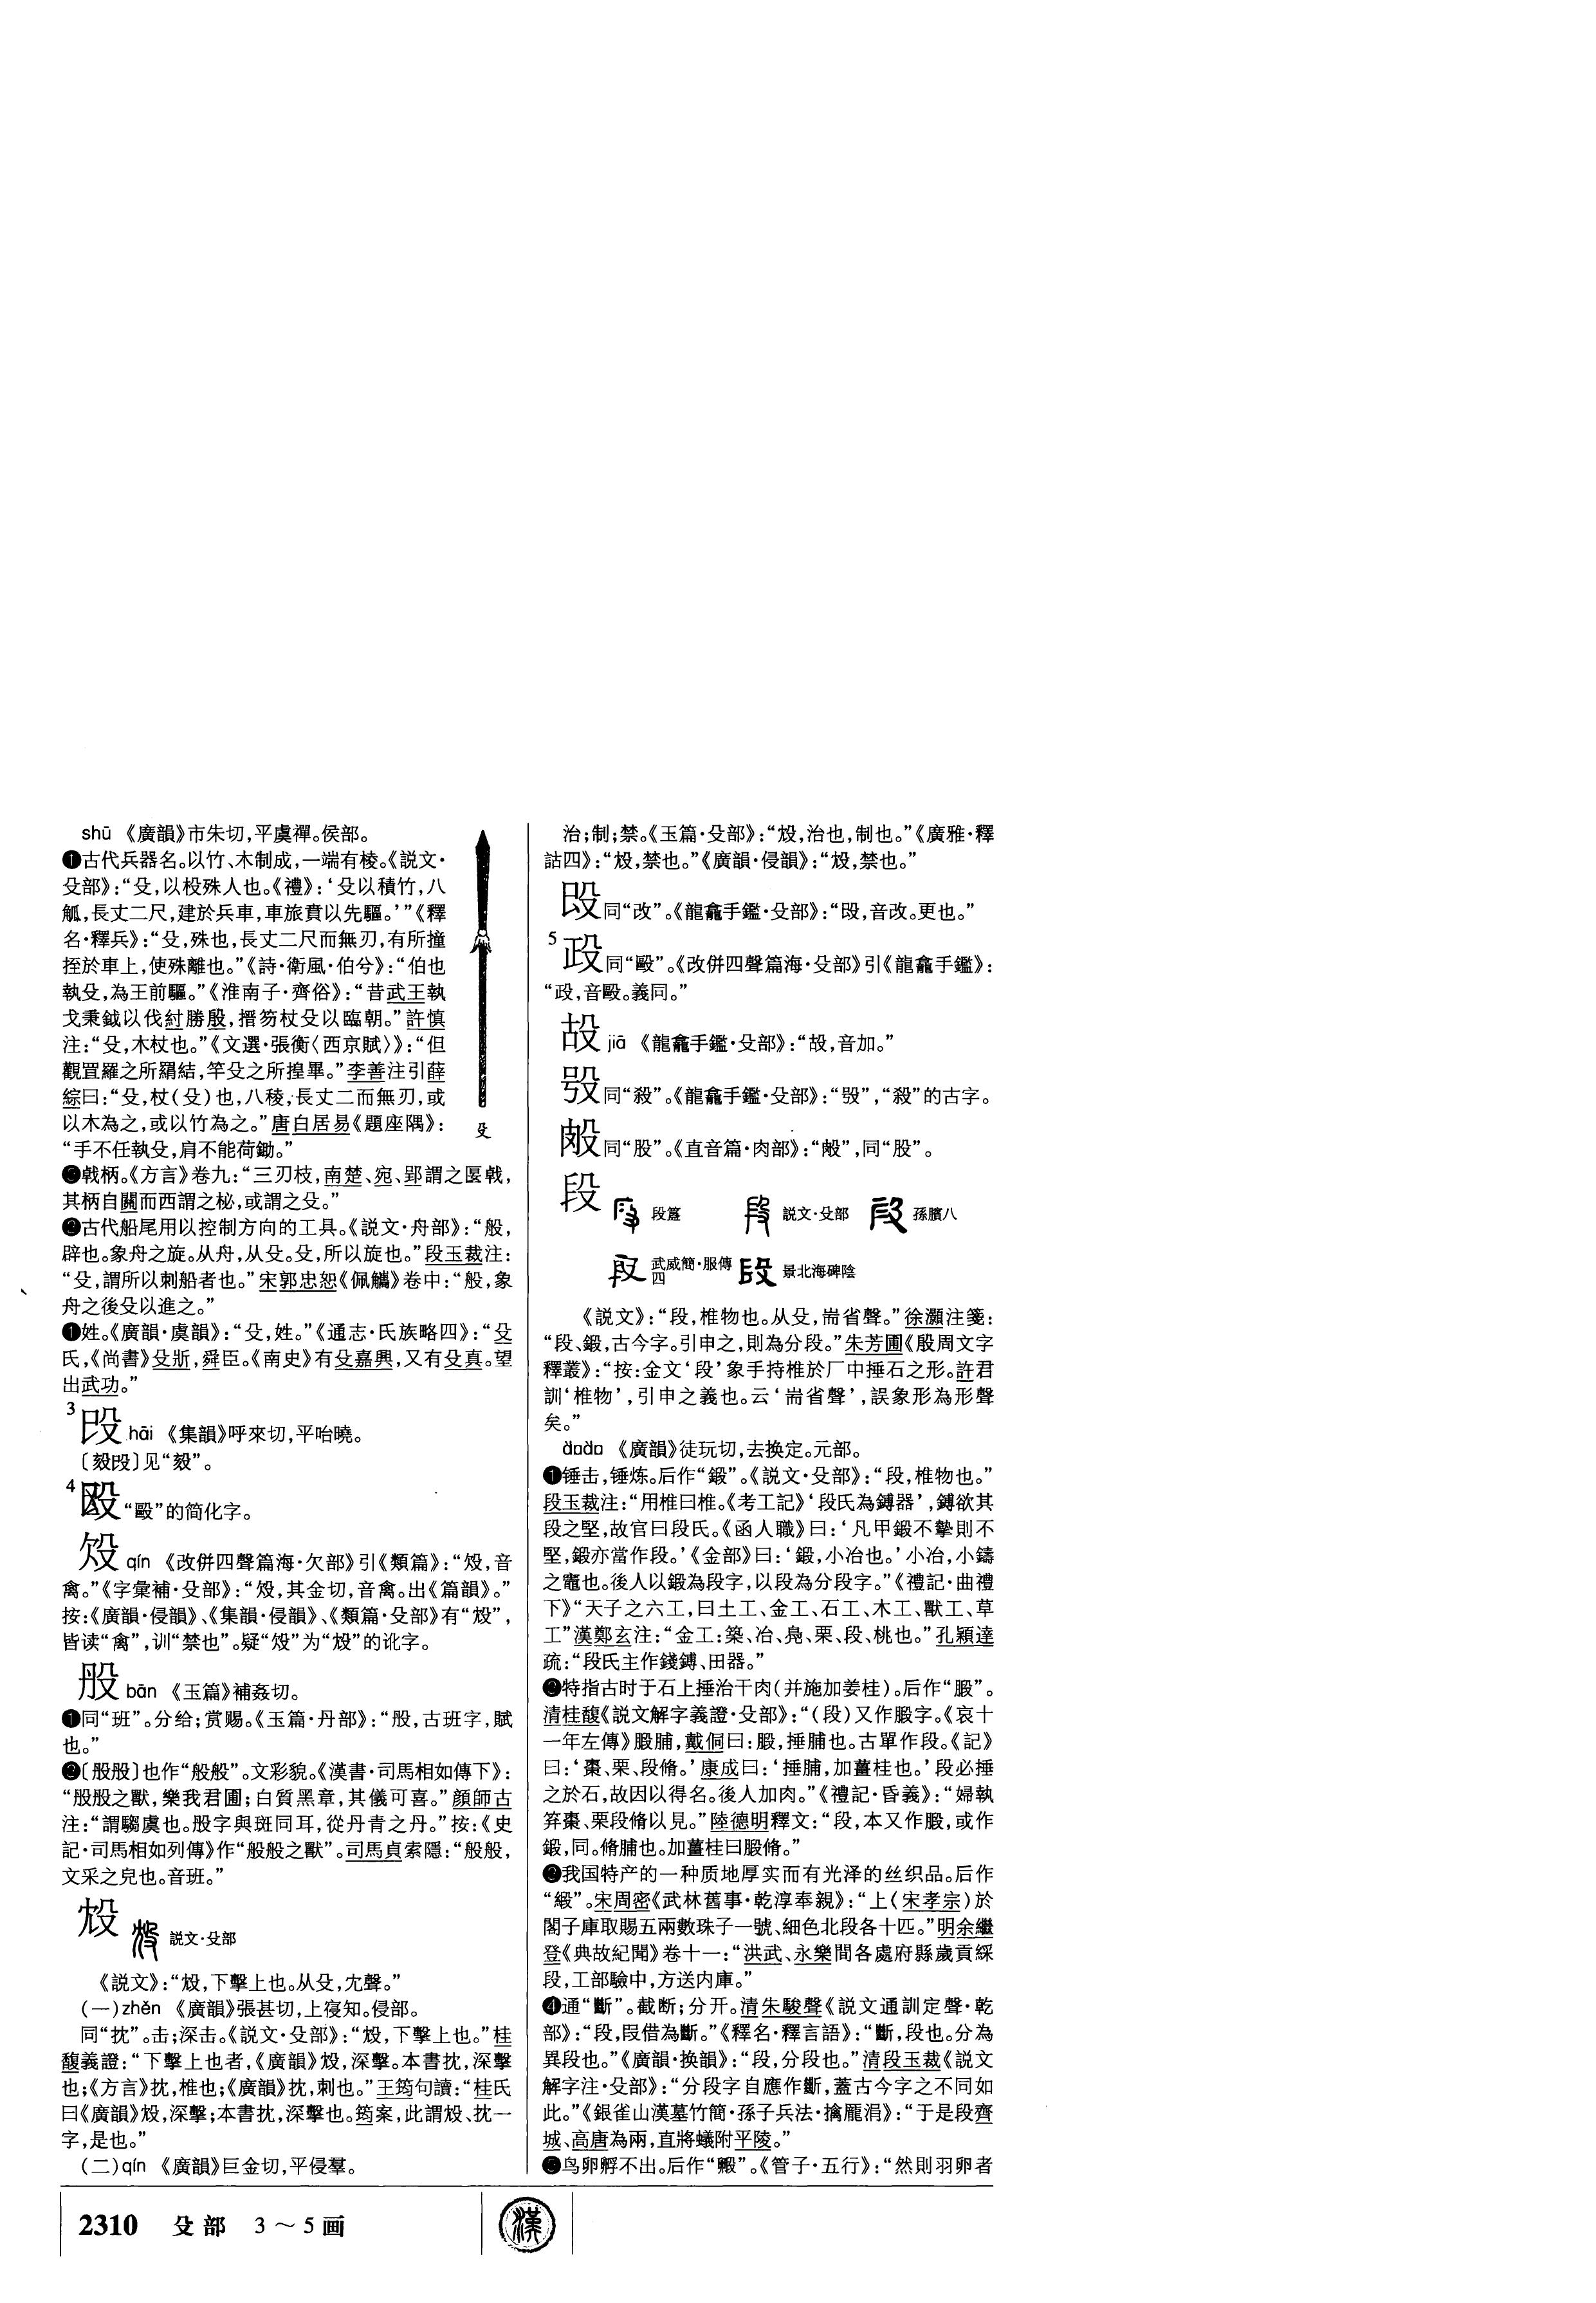 shū 《廣韻》市朱切,平虞禪。侯部。
❶古代兵器名。以竹、木制成,一端有棱。《説文·
殳部》:“殳,以杸殊人也。《禮》:‘殳以積竹,八
觚,長丈二尺,建於兵車,車旅賁以先驅。’”《釋
名·釋兵》:“殳,殊也,長丈二尺而無刃,有所撞
挃於車上,使殊離也。”《詩·衛風·伯兮》:“伯也
執殳,為王前驅。”《淮南子·齊俗》:“昔武王執
戈秉鉞以伐紂勝殷,搢笏杖殳以臨朝。”許慎
注:“殳,木杖也。”《文選·張衡〈西京賦〉》:“但
觀罝羅之所羂結,竿殳之所揘畢。”李善注引薛
綜曰:“殳,杖(殳)也,八稜,長丈二而無刃,或
以木為之,或以竹為之。”唐白居易《題座隅》:
“手不任執殳,肩不能荷鋤。”
殳
戟柄。《方言》卷九:“三刃枝,南楚、宛、郢謂之匽戟,
其柄自關而西謂之柲,或謂之殳。”
古代船尾用以控制方向的工具。《説文·舟部》:“般,
辟也。象舟之旋。从舟,从殳。殳,所以旋也。”段玉裁注:
“殳,謂所以刺船者也。”宋郭忠恕《佩觿》卷中:“般,象
舟之後殳以進之。”
姓。《廣韻·虞韻》:“殳,姓。”《通志·氏族略四》:“殳
氏,《尚書》殳斨,舜臣。《南史》有殳嘉興,又有殳真。望
出武功。”
3
𣪌 hāi 《集韻》呼來切,平咍曉。
4
殴 “毆”的简化字。
qín 《改併四聲篇海·欠部》引《類篇》:“,音
禽。”《字彙補·殳部》:“,其金切,音禽。出《篇韻》。”
按:《廣韻·侵韻》、《集韻·侵韻》、《類篇·殳部》有“㱽”,
皆读“禽”,训“禁也”。疑“”为“㱽”的讹字。
bān 《玉篇》補姦切。
❶同“班”。分给;赏赐。《玉篇·丹部》:“,古班字,賦
也。”
❷〔〕也作“般般”。文彩貌。《漢書·司馬相如傳下》:
“之獸,樂我君圃;白質黑章,其儀可喜。”顔師古
注:“謂騶虞也。字與斑同耳,從丹青之丹。”按:《史
記·司馬相如列傳》作“般般之獸”。司馬貞索隱:“般般,
文采之皃也。音班。”
㱽 説文·殳部
《説文》:“㱽,下擊上也。从殳,冘聲。”
(一)zhěn 《廣韻》張甚切,上寑知。侵部。
同“抌”。击;深击。《説文·殳部》:“㱽,下擊上也。”桂
馥義證:“下擊上也者,《廣韻》㱽,深擊。本書抌,深擊
也;《方言》抌,椎也;《廣韻》抌,刺也。”王筠句讀:“桂氏
曰《廣韻》㱽,深擊;本書抌,深擊也。筠案,此謂㱽、抌一
字,是也。”
(二)qín 《廣韻》巨金切,平侵羣。
治;制;禁。《玉篇·殳部》:“㱽,治也,制也。”《廣雅·釋
詁四》:“㱽,禁也。”《廣韻·侵韻》:“㱽,禁也。”
㱾同“改”。《龍龕手鑑·殳部》:“㱾,音改。更也。”
5
同“毆”。《改併四聲篇海·殳部》引《龍龕手鑑》:
“,音毆。義同。”
jiā 《龍龕手鑑·殳部》:“,音加。”
同“殺”。《龍龕手鑑·殳部》:“”,“殺”的古字。
同“股”。《直音篇·肉部》:“”,同“股”。
段 段簋 説文·殳部 孫臏八
武威簡·服傳四 景北海碑陰
《説文》:“段,椎物也。从殳,耑省聲。”徐灝注箋:
“段、鍛,古今字。引申之,則為分段。”朱芳圃《殷周文字
釋叢》:“按:金文‘段’象手持椎於厂中捶石之形。許君
訓‘椎物’,引申之義也。云‘耑省聲’,誤象形為形聲
矣。”
《廣韻》徒玩切,去换定。元部。
❶锤击,锤炼。后作“鍛”。《説文·殳部》:“段,椎物也。”
段玉裁注:“用椎曰椎。《考工記》‘段氏為鎛器’,鎛欲其
段之堅,故官曰段氏。《函人職》曰:‘凡甲鍛不摯則不
堅,鍛亦當作段。’《金部》曰:‘鍛,小冶也。’小冶,小鑄
之竈也。後人以鍛為段字,以段為分段字。”《禮記·曲禮
下》“天子之六工,曰土工、金工、石工、木工、獸工、草
工”漢鄭玄注:“金工:築、冶、鳧、栗、段、桃也。”孔穎達
疏:“段氏主作錢鎛、田器。”
❷特指古时于石上捶治干肉(并施加姜桂)。后作“腶”。
清桂馥《説文解字義證·殳部》:“(段)又作腶字。《哀十
一年左傳》腶脯,戴侗曰:腶,捶脯也。古單作段。《記》
曰:‘棗、栗、段脩。’康成曰:‘捶脯,加薑桂也。’段必捶
之於石,故因以得名。後人加肉。”《禮記·昏義》:“婦執
笲棗、栗段脩以見。”陸德明釋文:“段,本又作腶,或作
鍛,同。脩脯也。加薑桂曰腶脩。”
我国特产的一种质地厚实而有光泽的丝织品。后作
“緞”。宋周密《武林舊事·乾淳奉親》:“上(宋孝宗)於
閣子庫取賜五兩數珠子一號、細色北段各十匹。”明余繼
登《典故紀聞》卷十一:“洪武、永樂間各處府縣歲貢綵
段,工部驗中,方送内庫。”
❹通“斷”。截断;分开。清朱駿聲《説文通訓定聲·乾
部》:“段,叚借為斷。”《釋名·釋言語》:“斷,段也。分為
異段也。”《廣韻·换韻》:“段,分段也。”清段玉裁《説文
解字注·殳部》:“分段字自應作斷,蓋古今字之不同如
此。”《銀雀山漢墓竹簡·孫子兵法·擒龐涓》:“于是段齊
城、高唐為兩,直將蟻附平陵。”
鸟卵孵不出。后作“毈”。《管子·五行》:“然則羽卵者
2310 殳部 3～5画
漢